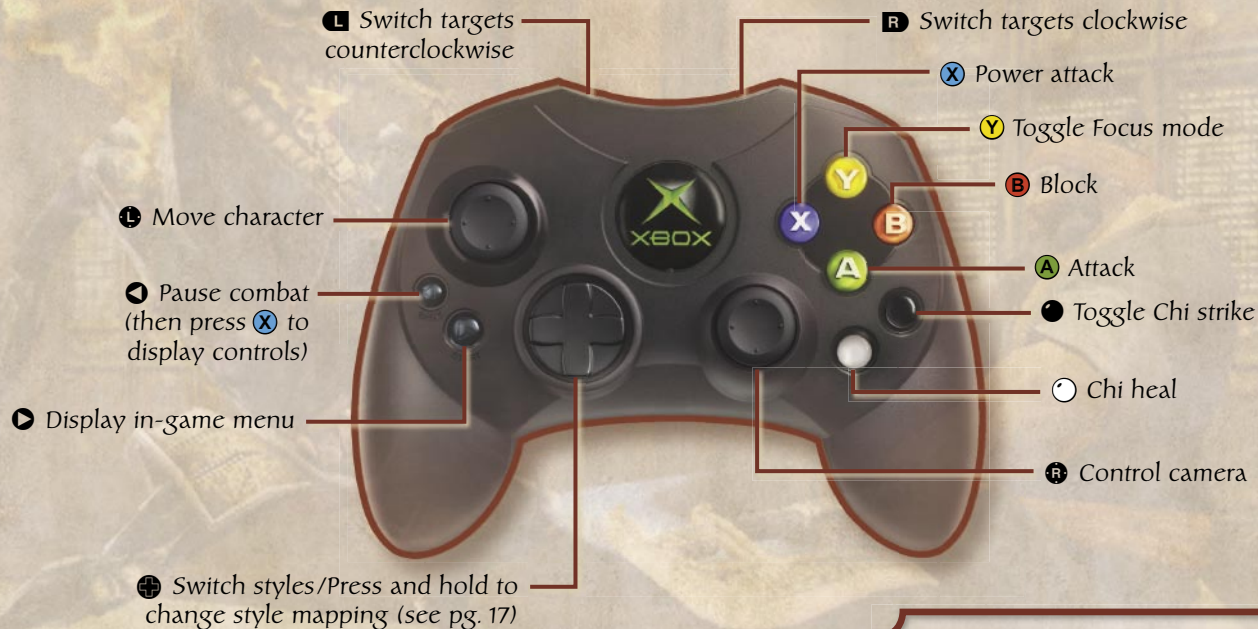 L Switch targets
counterclockwise
R Switch targets clockwise
X Power attack
Y Toggle Focus mode
B Block
A Attack
Toggle Chi strike
Chi heal
R Control camera
L Move character
Pause combat
(then press X to
display controls)
Display in-game menu
Switch styles/Press and hold to
change style mapping (see pg. 17)
XBOX
Y
X
B
A